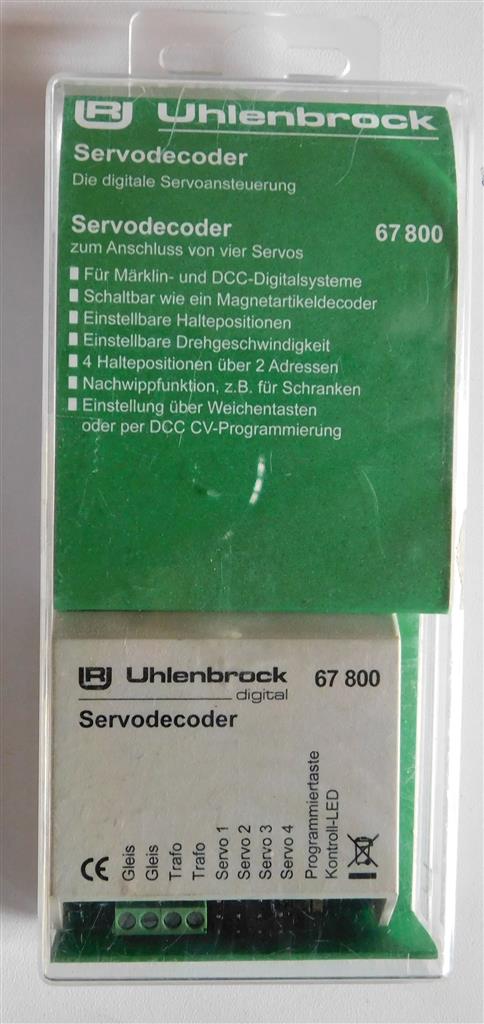 Uhlenbrock
Servodecoder
Die digitale Servoansteuerung
Servodecoder 67 800
zum Anschluss von vier Servos
Für Märklin- und DCC-Digitalsysteme
Schaltbar wie ein Magnetartikeldecoder
Einstellbare Haltepositionen
Einstellbare Drehgeschwindigkeit
4 Haltepositionen über 2 Adressen
Nachwippfunktion, z.B. für Schranken
Einstellung über Weichentasten
oder per DCC CV-Programmierung
Uhlenbrock 67 800
digital
Servodecoder
CE
Gleis
Gleis
Trafo
Trafo
Servo 1
Servo 2
Servo 3
Servo 4
Programmiertaste
Kontroll-LED